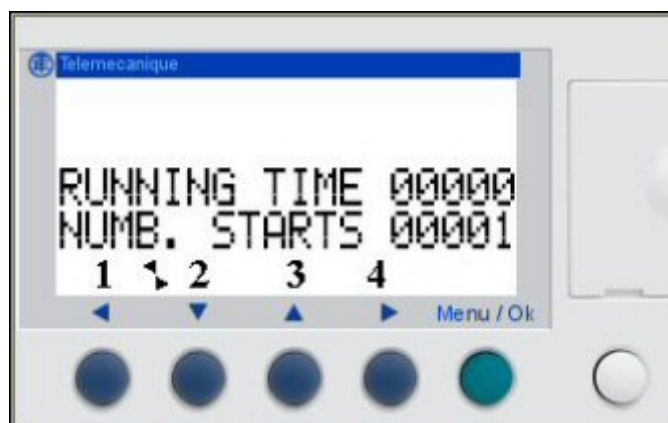 Telemecanique
RUNNING TIME 00000
NUMB. STARTS 00001
1 2 3 4
Menu / Ok